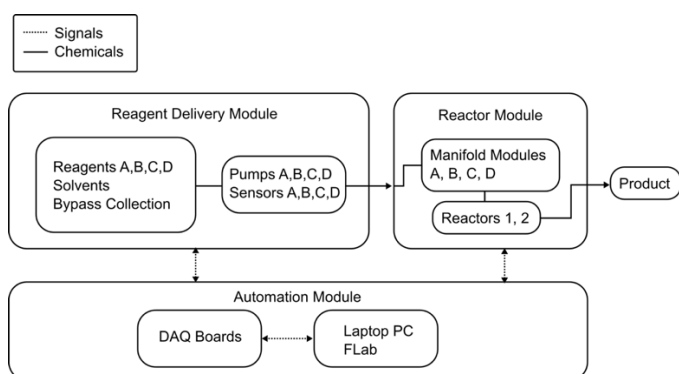 Signals
Chemicals
Reagent Delivery Module
Reactor Module
Reagents A,B,C,D
Solvents
Bypass Collection
Pumps A,B,C,D
Sensors A,B,C,D
Manifold Modules
A, B, C, D
Reactors 1, 2
Product
Automation Module
DAQ Boards
Laptop PC
FLab